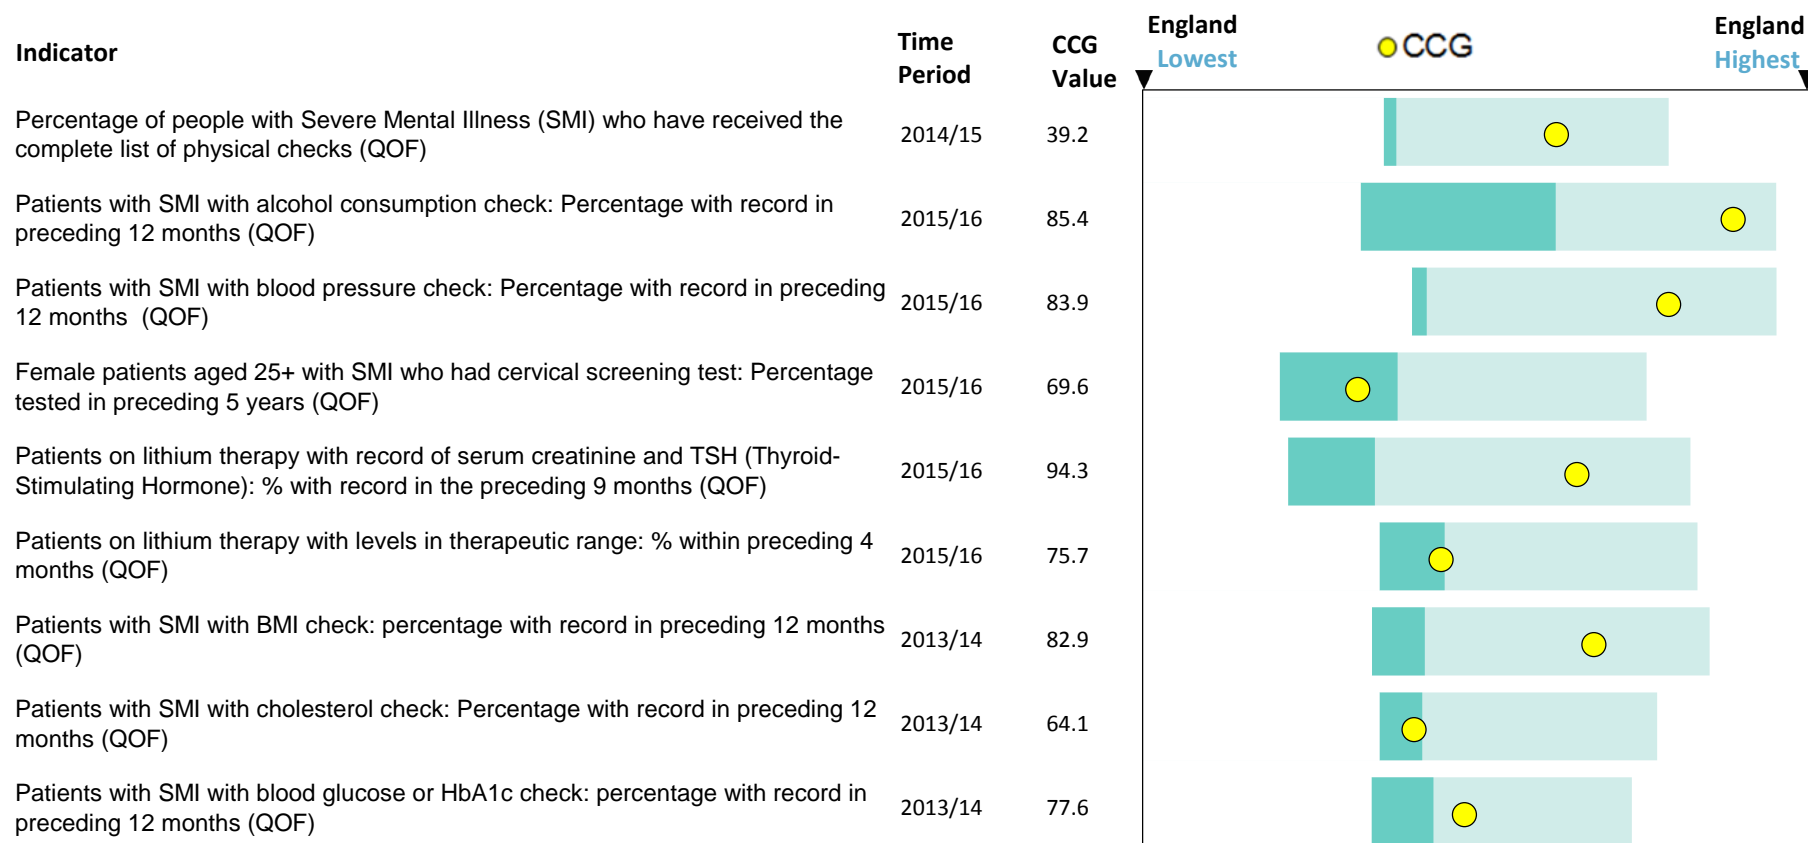 Indicator
Time Period
CCG Value
England Lowest
CCG
England Highest
Percentage of people with Severe Mental Illness (SMI) who have received the
complete list of physical checks (QOF)
2014/15
39.2
Patients with SMI with alcohol consumption check: Percentage with record in
preceding 12 months (QOF)
2015/16
85.4
Patients with SMI with blood pressure check: Percentage with record in preceding
12 months  (QOF)
2015/16
83.9
Female patients aged 25+ with SMI who had cervical screening test: Percentage
tested in preceding 5 years (QOF)
2015/16
69.6
Patients on lithium therapy with record of serum creatinine and TSH (Thyroid-
Stimulating Hormone): % with record in the preceding 9 months (QOF)
2015/16
94.3
Patients on lithium therapy with levels in therapeutic range: % within preceding 4
months (QOF)
2015/16
75.7
Patients with SMI with BMI check: percentage with record in preceding 12 months
(QOF)
2013/14
82.9
Patients with SMI with cholesterol check: Percentage with record in preceding 12
months (QOF)
2013/14
64.1
Patients with SMI with blood glucose or HbA1c check: percentage with record in
preceding 12 months (QOF)
2013/14
77.6